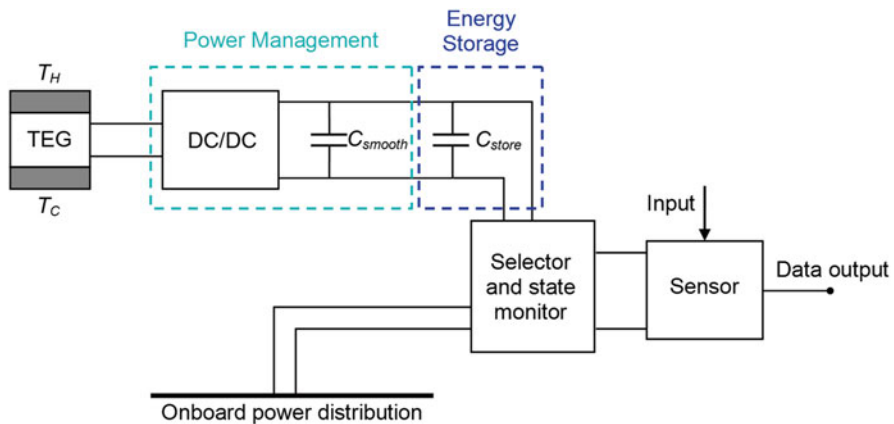 Energy
Storage
Power Management
T_H
TEG
DC/DC
C_smooth
C_store
T_C
Input
Selector
and state
monitor
Sensor
Data output
Onboard power distribution